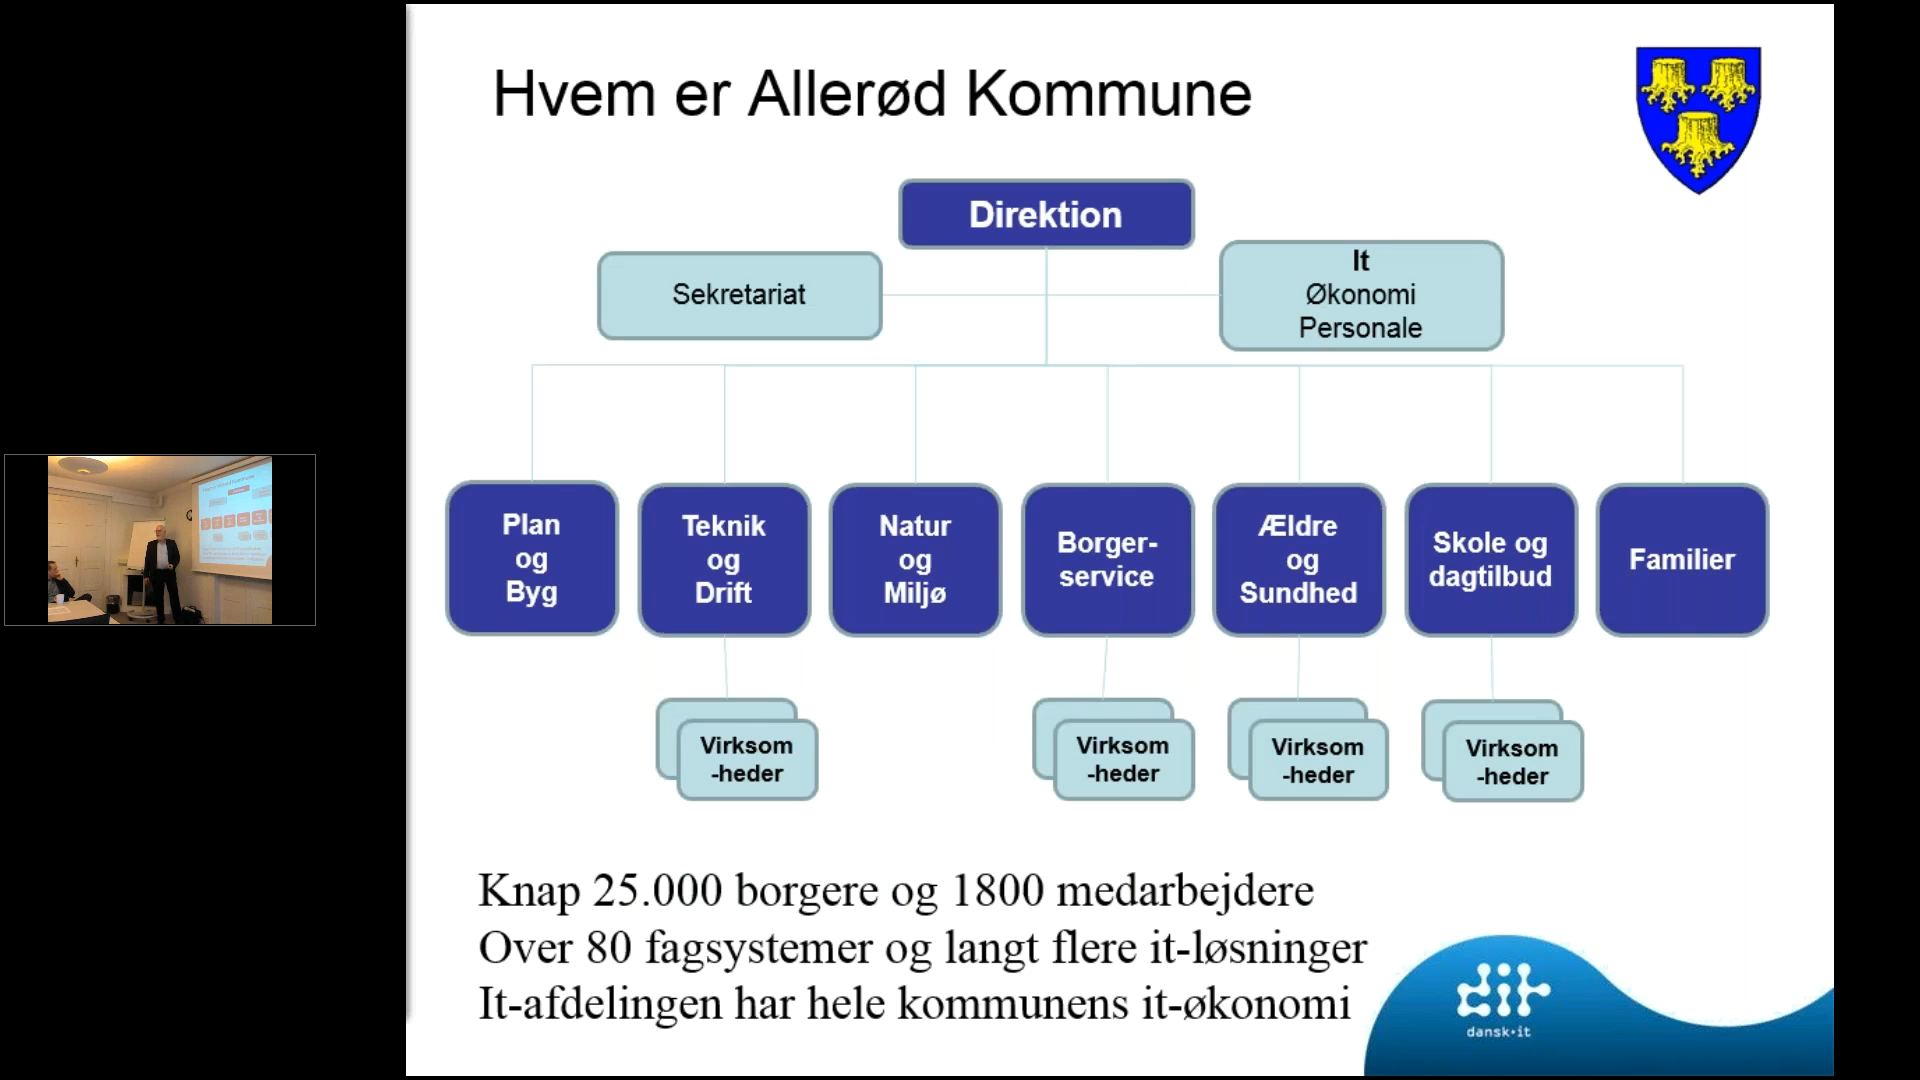 Hvem er Allerød Kommune
Direktion
Sekretariat
It
Økonomi
Personale
Plan
og
Byg
Teknik
og
Drift
Natur
og
Miljø
Borger-
service
Ældre
og
Sundhed
Skole og
dagtilbud
Familier
Virksom
-heder
Virksom
-heder
Virksom
-heder
Virksom
-heder
Knap 25.000 borgere og 1800 medarbejdere
Over 80 fagsystemer og langt flere it-løsninger
It-afdelingen har hele kommunens it-økonomi
dit
dansk·it